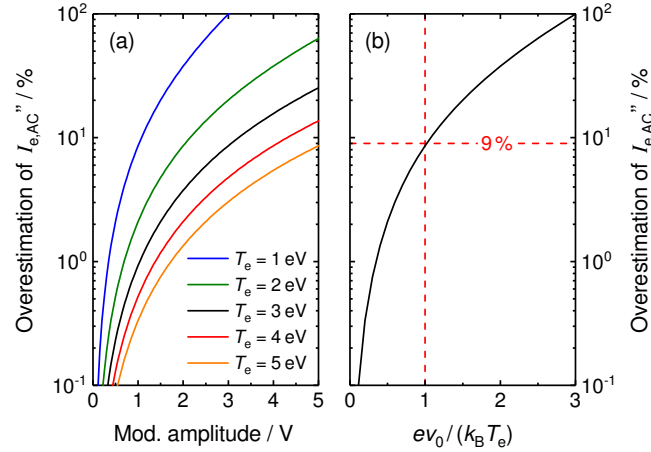 (a)
(b)
Overestimation of I_e,AC'' / %
10^2
10^1
10^0
10^-1
T_e = 1 eV
T_e = 2 eV
T_e = 3 eV
T_e = 4 eV
T_e = 5 eV
0 1 2 3 4 5
Mod. amplitude / V
9 %
0 1 2 3
ev_0 / (k_B T_e)
10^2
10^1
10^0
10^-1
Overestimation of I_e,AC'' / %